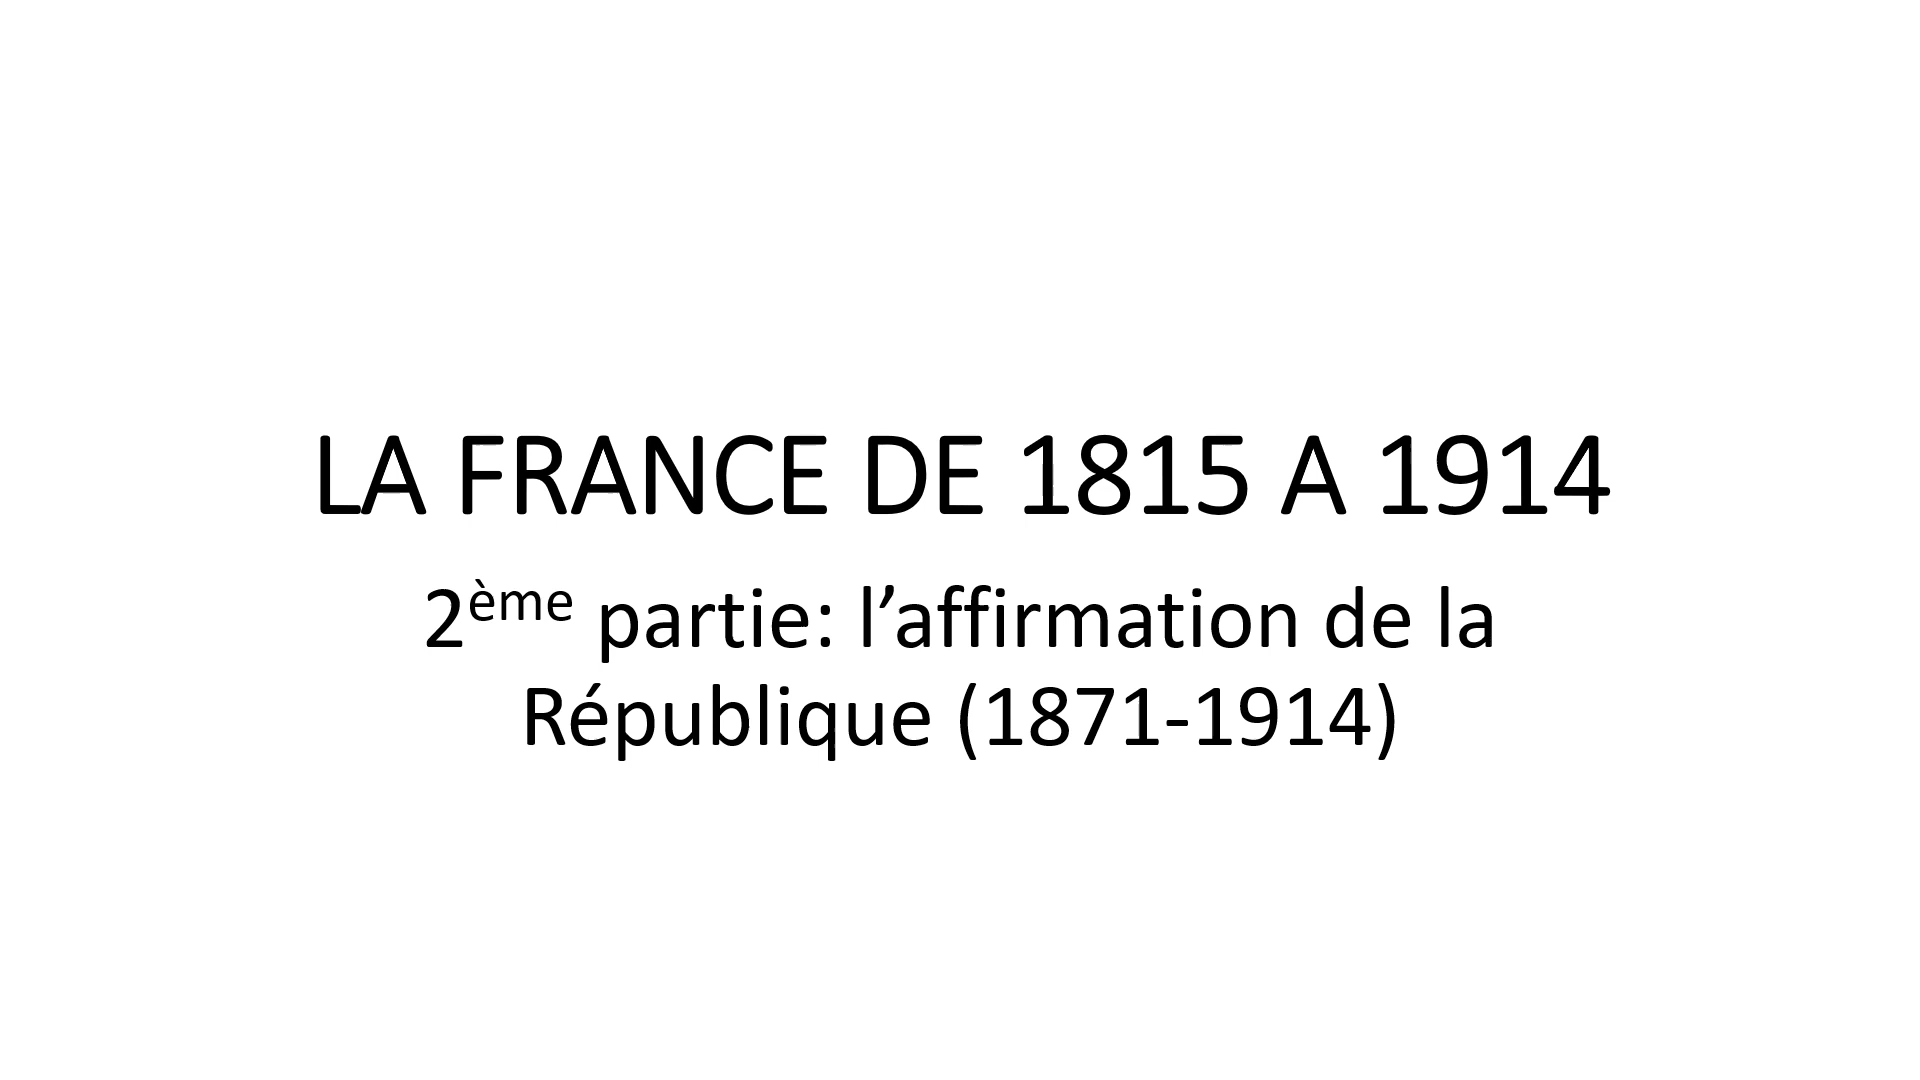 LA FRANCE DE 1815 A 1914
2ème partie: l’affirmation de la
République (1871-1914)